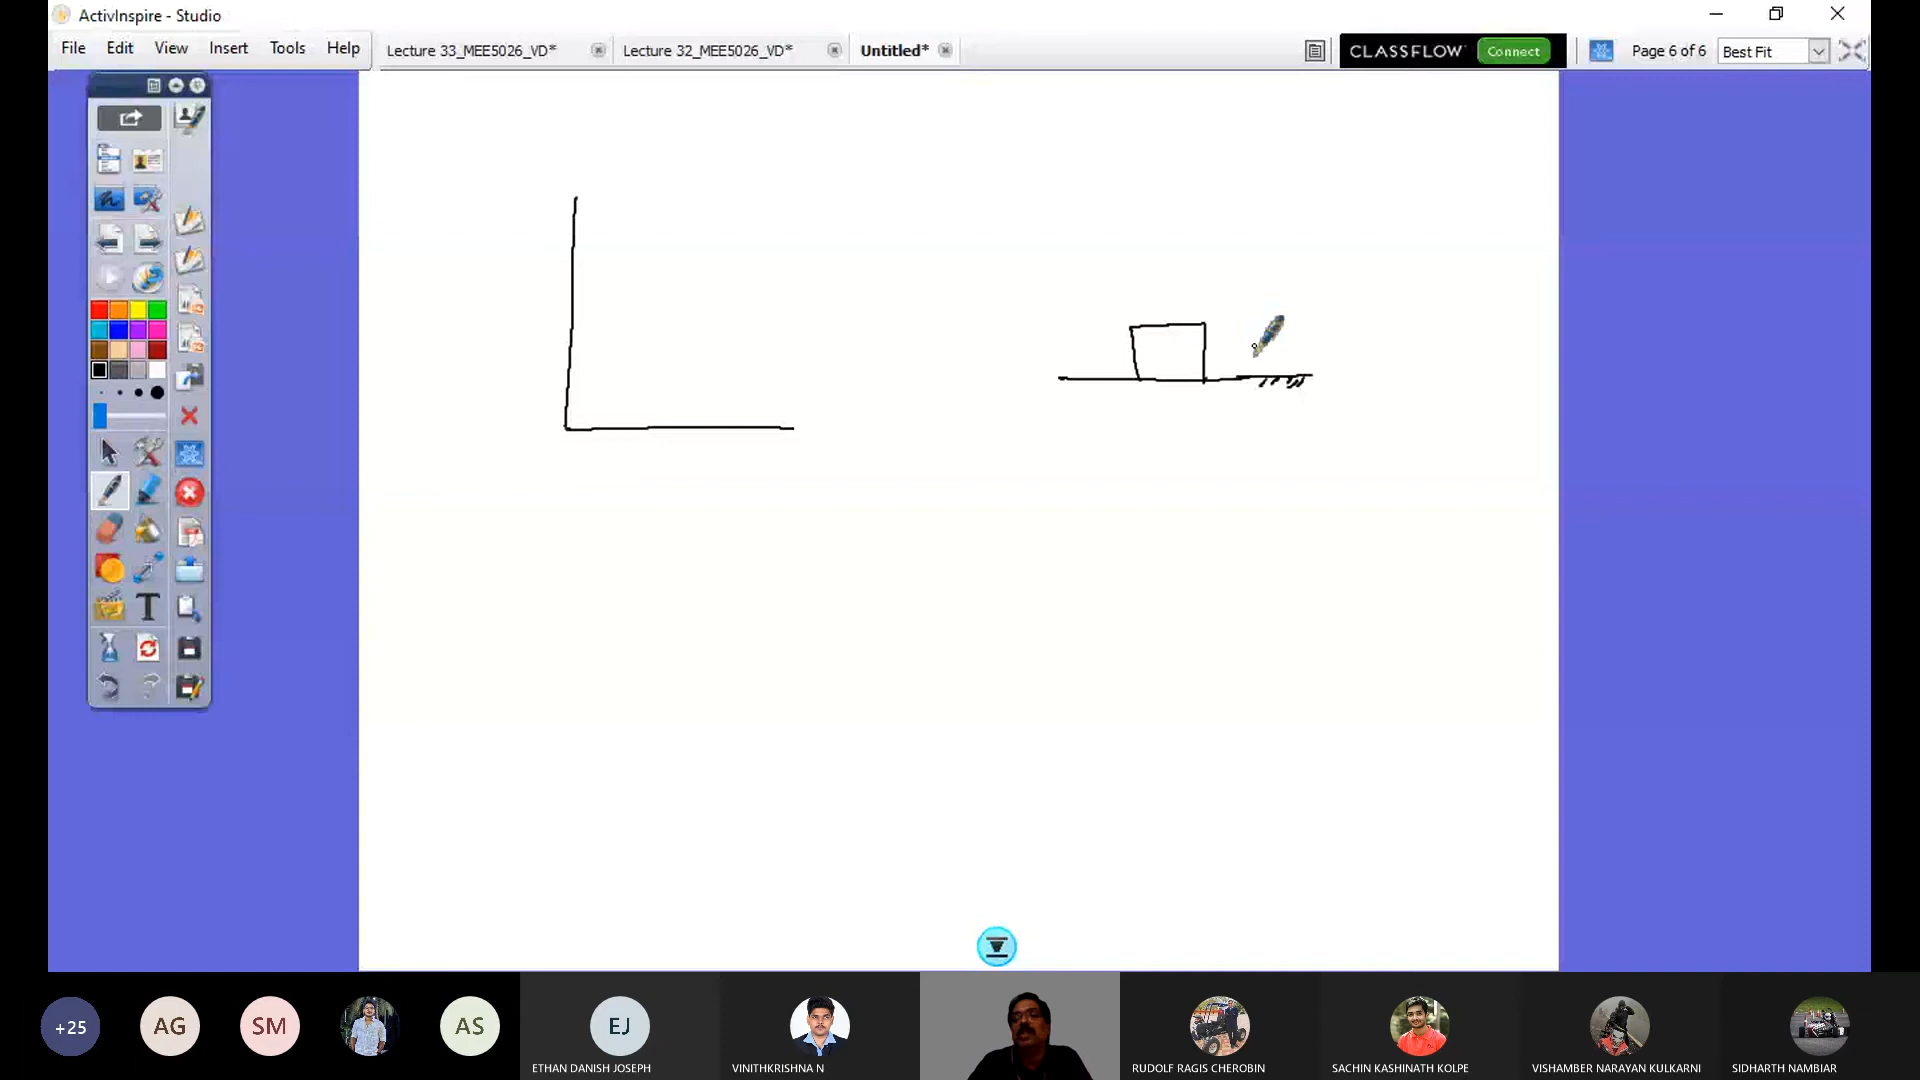 ActivInspire - Studio
File Edit View Insert Tools Help
Lecture 33_MEE5026_VD* Lecture 32_MEE5026_VD* Untitled*
CLASSFLOW Connect
Page 6 of 6 Best Fit
T
+25 AG SM AS EJ
ETHAN DANISH JOSEPH VINITHKRISHNA N RUDOLF RAGIS CHEROBIN SACHIN KASHINATH KOLPE VISHAMBER NARAYAN KULKARNI SIDHARTH NAMBIAR